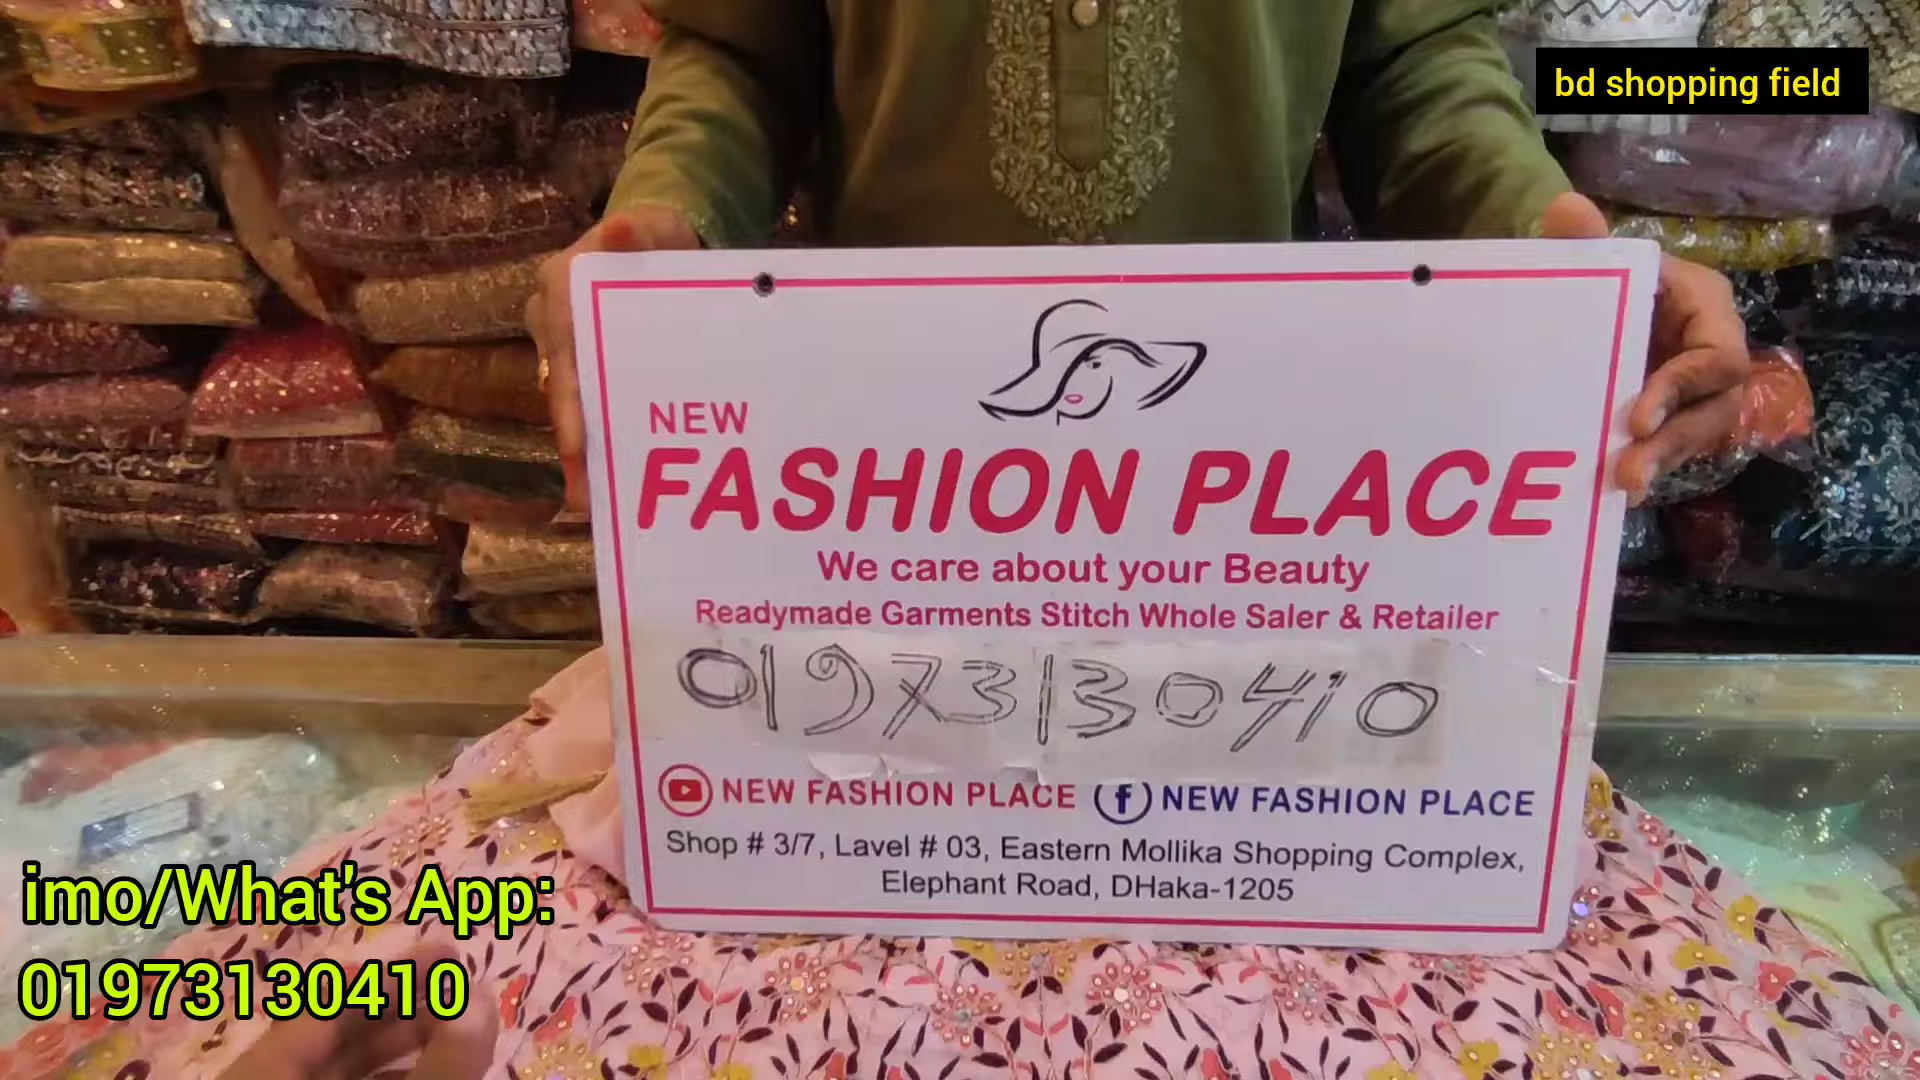 bd shopping field
NEW
FASHION PLACE
We care about your Beauty
Readymade Garments Stitch Whole Saler & Retailer
01973130410
NEW FASHION PLACE NEW FASHION PLACE
Shop # 3/7, Lavel # 03, Eastern Mollika Shopping Complex,
Elephant Road, DHaka-1205
imo/What's App:
01973130410